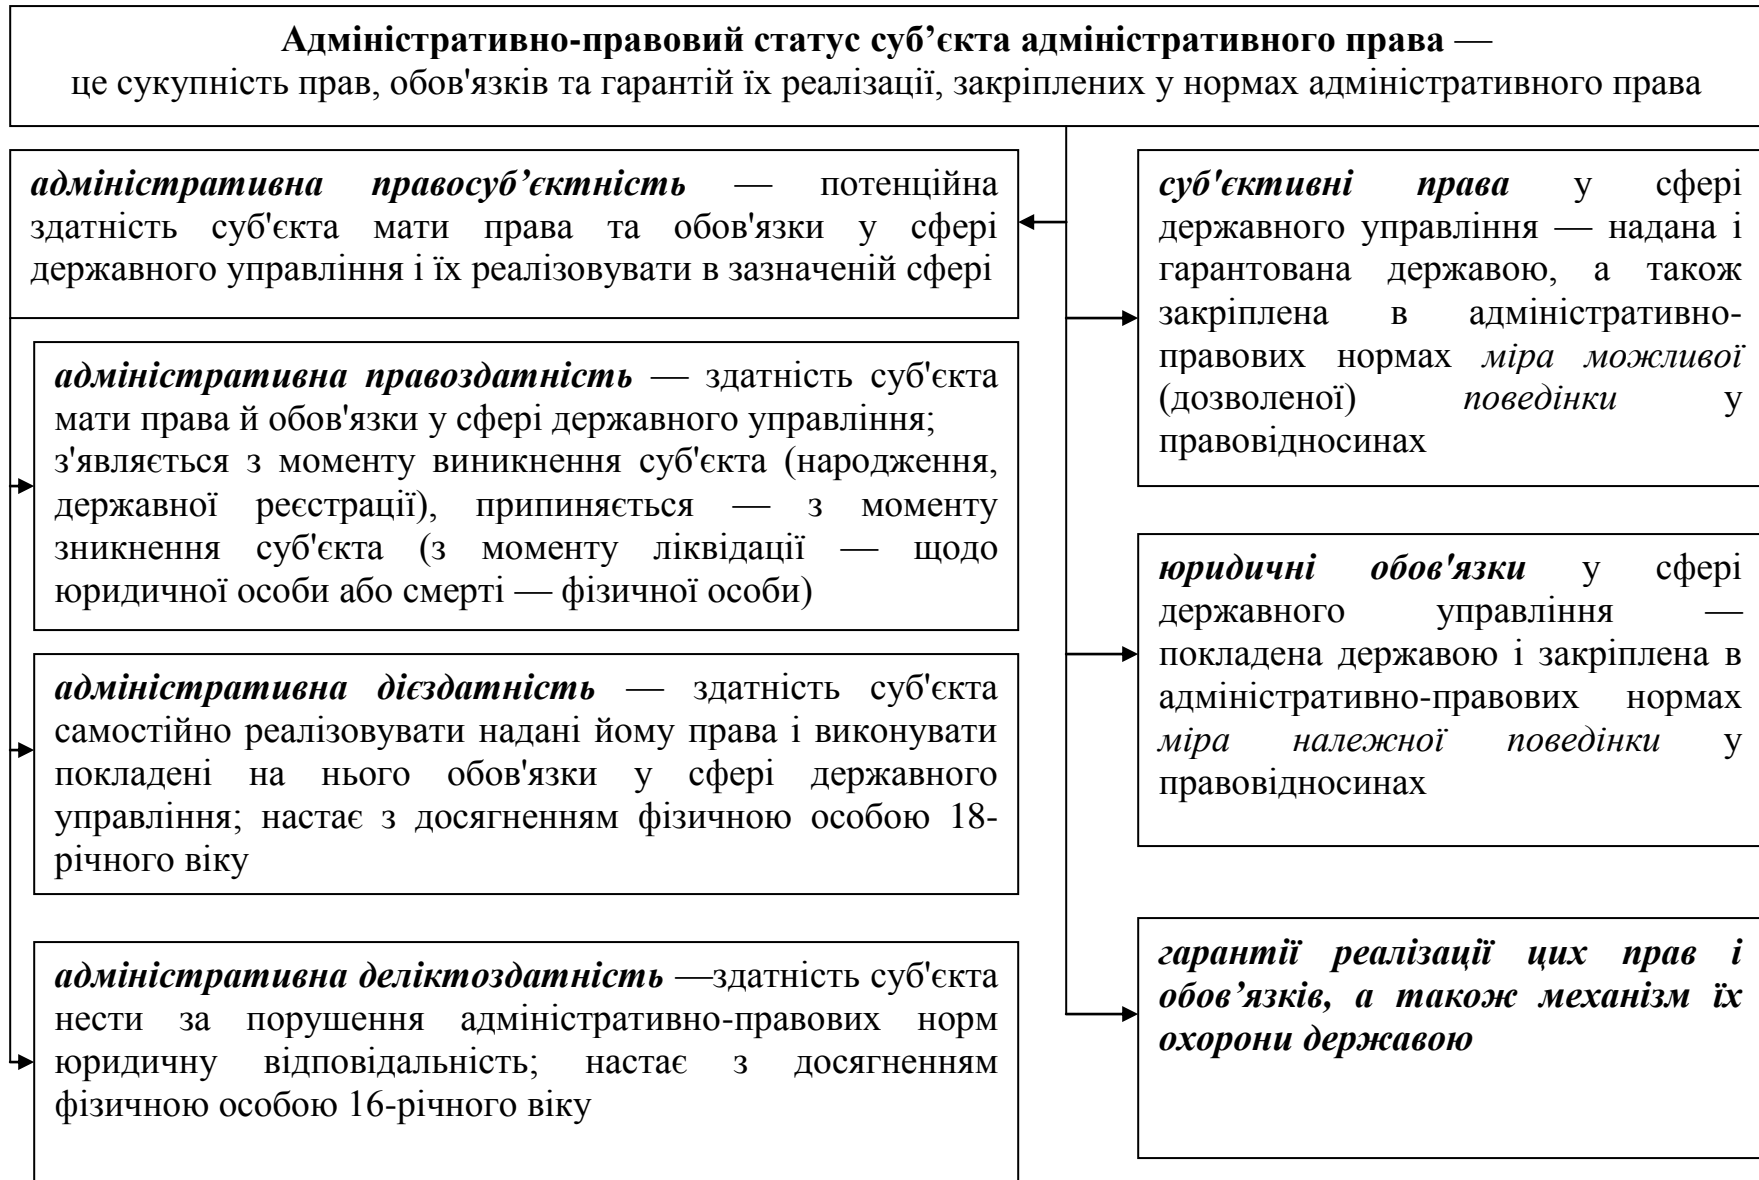 Адміністративно-правовий статус суб’єкта адміністративного права —
це сукупність прав, обов'язків та гарантій їх реалізації, закріплених у нормах адміністративного права
адміністративна правосуб’єктність — потенційна
здатність суб'єкта мати права та обов'язки у сфері
державного управління і їх реалізовувати в зазначеній сфері
адміністративна правоздатність — здатність суб'єкта
мати права й обов'язки у сфері державного управління;
з'являється з моменту виникнення суб'єкта (народження,
державної реєстрації), припиняється — з моменту
зникнення суб'єкта (з моменту ліквідації — щодо
юридичної особи або смерті — фізичної особи)
адміністративна дієздатність — здатність суб'єкта
самостійно реалізовувати надані йому права і виконувати
покладені на нього обов'язки у сфері державного
управління; настає з досягненням фізичною особою 18-
річного віку
адміністративна деліктоздатність —здатність суб'єкта
нести за порушення адміністративно-правових норм
юридичну відповідальність; настає з досягненням
фізичною особою 16-річного віку
суб'єктивні права у сфері
державного управління — надана і
гарантована державою, а також
закріплена в адміністративно-
правових нормах міра можливої
(дозволеної) поведінки у
правовідносинах
юридичні обов'язки у сфері
державного управління —
покладена державою і закріплена в
адміністративно-правових нормах
міра належної поведінки у
правовідносинах
гарантії реалізації цих прав і
обов’язків, а також механізм їх
охорони державою